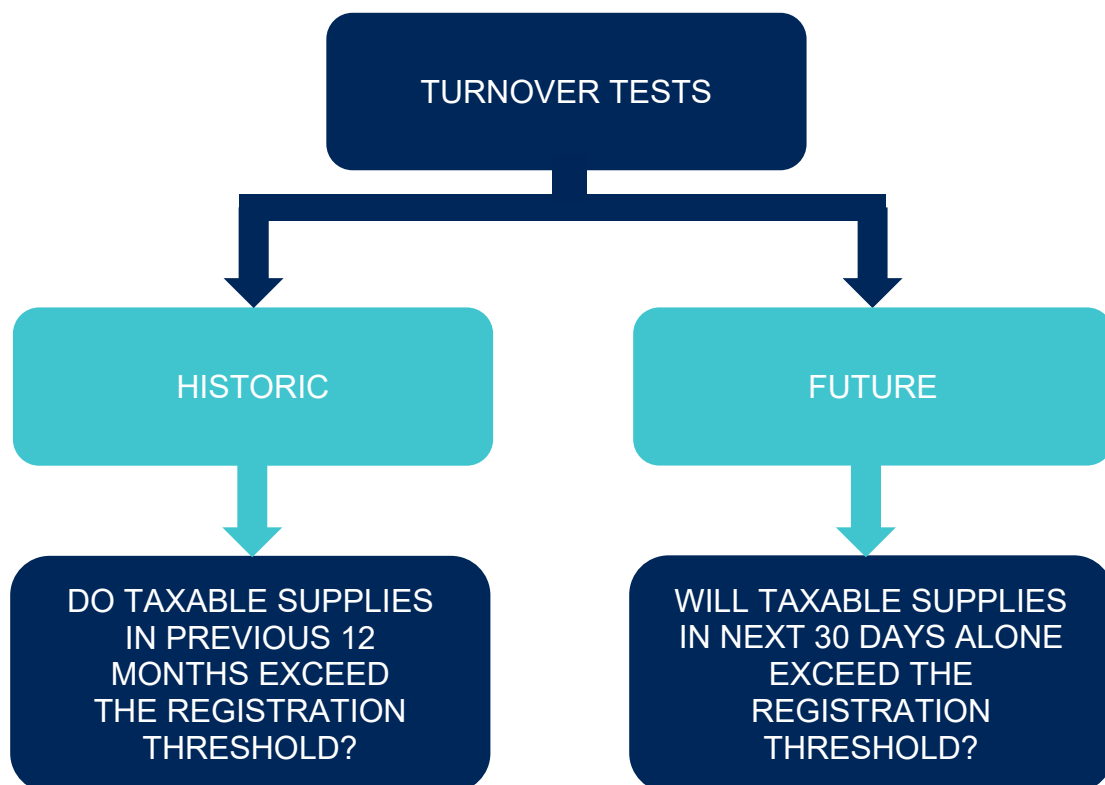 TURNOVER TESTS
HISTORIC
FUTURE
DO TAXABLE SUPPLIES
IN PREVIOUS 12
MONTHS EXCEED
THE REGISTRATION
THRESHOLD?
WILL TAXABLE SUPPLIES
IN NEXT 30 DAYS ALONE
EXCEED THE
REGISTRATION
THRESHOLD?